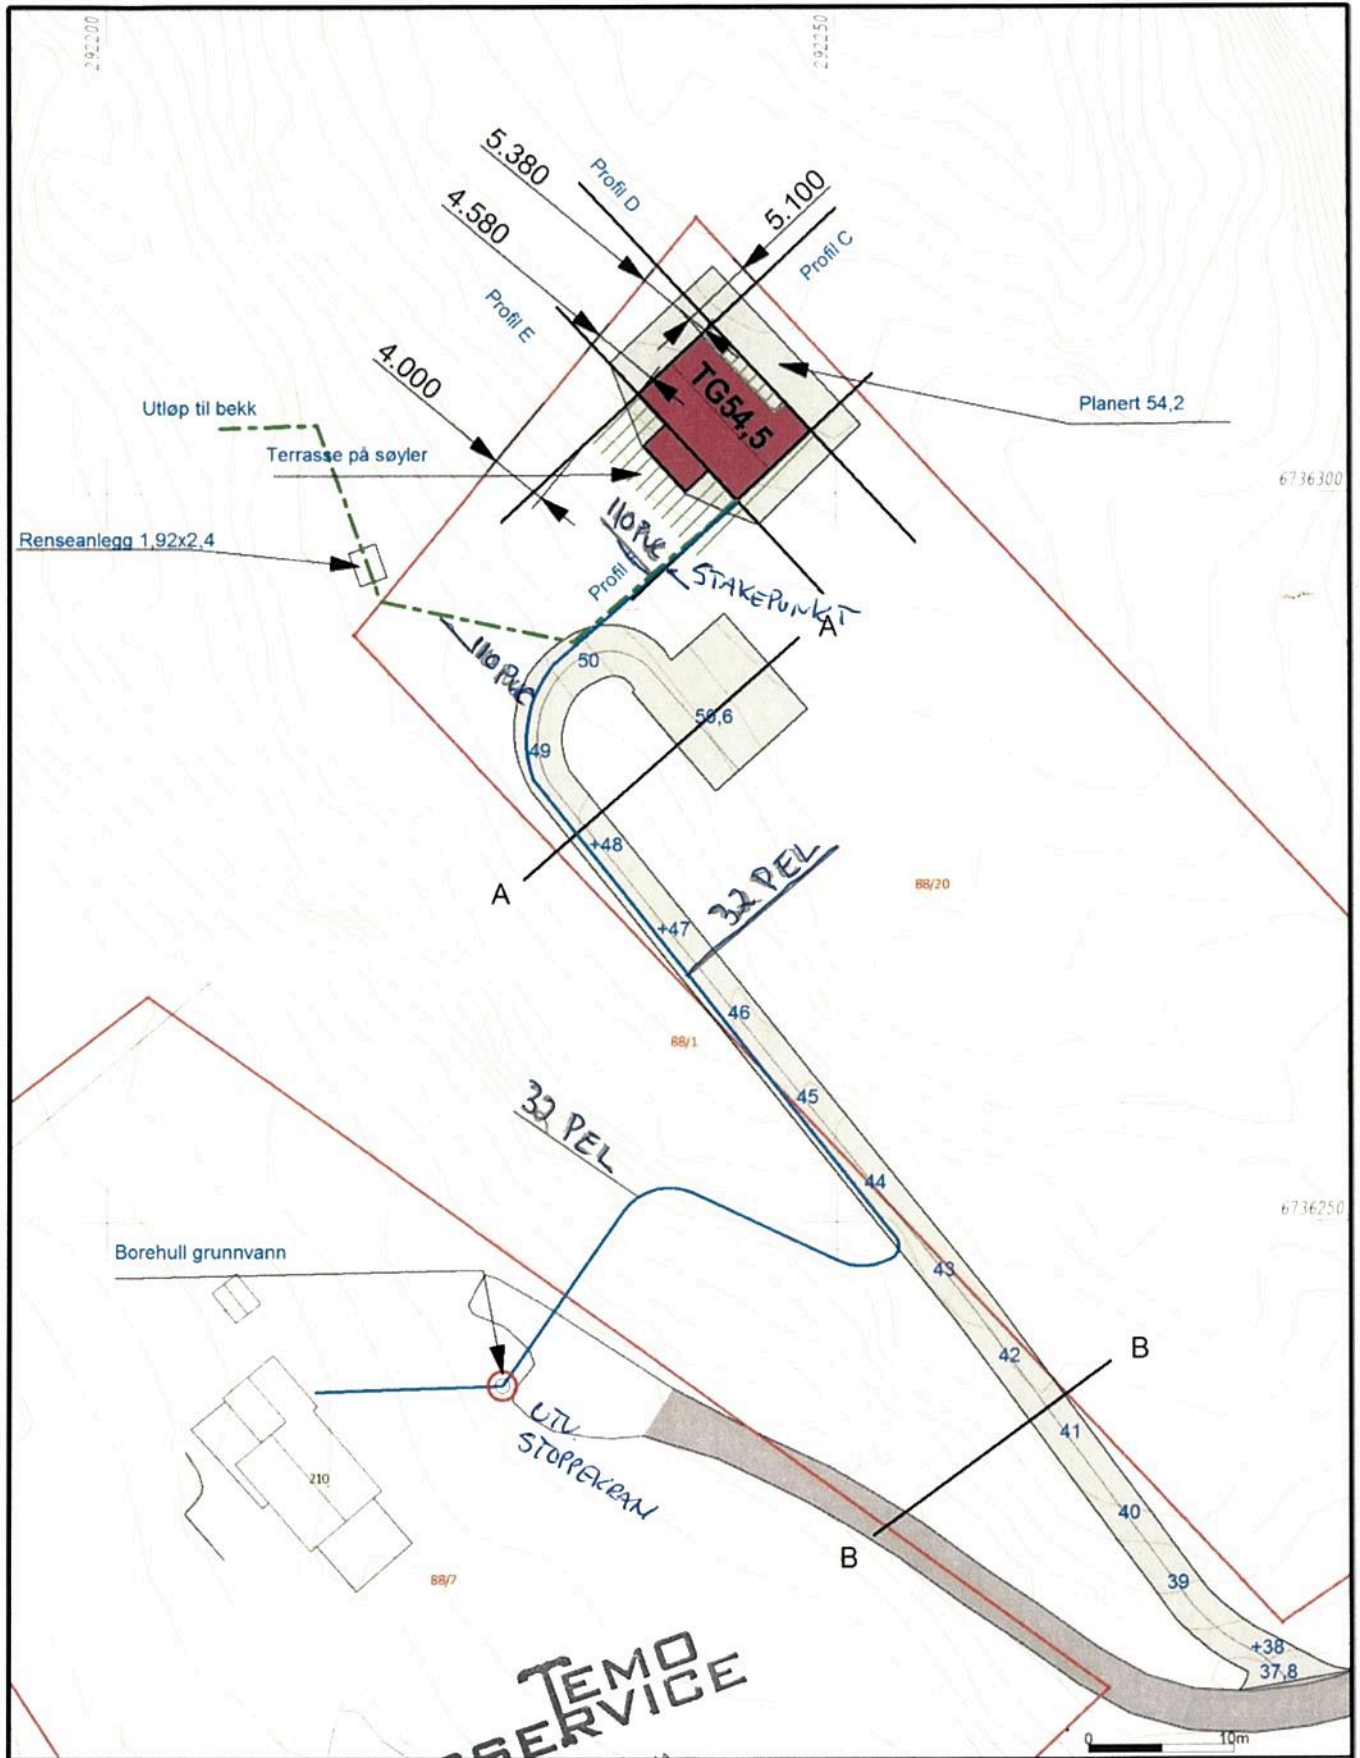 292200
292250
5.380
Profil D
5.100
4.580
Profil C
Profil E
4.000
TG54,5
Planert 54,2
Utløp til bekk
Terrasse på søyler
6736300
Renseanlegg 1,92x2,4
110 PVC
Profil
STAKEPUNKT
A
110 PVC
50
50,6
49
+48
A
32 PEL
88/20
+47
46
88/1
45
32 PEL
44
6736250
Borehull grunnvann
43
42
B
UTV.
STOPPEKRAN
41
210
40
B
88/7
39
+38
37,8
TEMO
SERVICE
0 10m